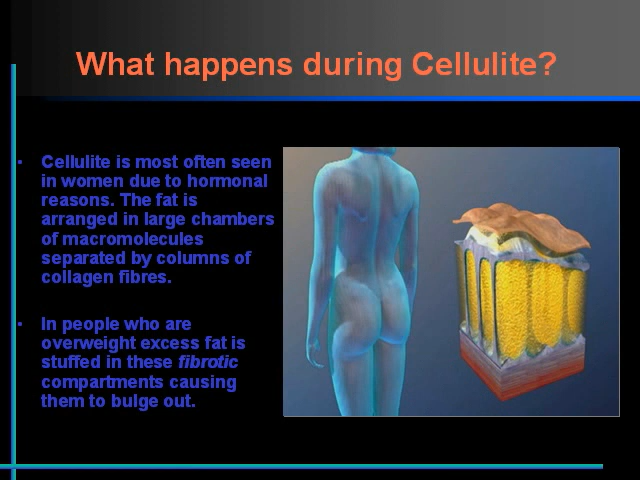 What happens during Cellulite?
• Cellulite is most often seen
in women due to hormonal
reasons. The fat is
arranged in large chambers
of macromolecules
separated by columns of
collagen fibres.
• In people who are
overweight excess fat is
stuffed in these fibrotic
compartments causing
them to bulge out.